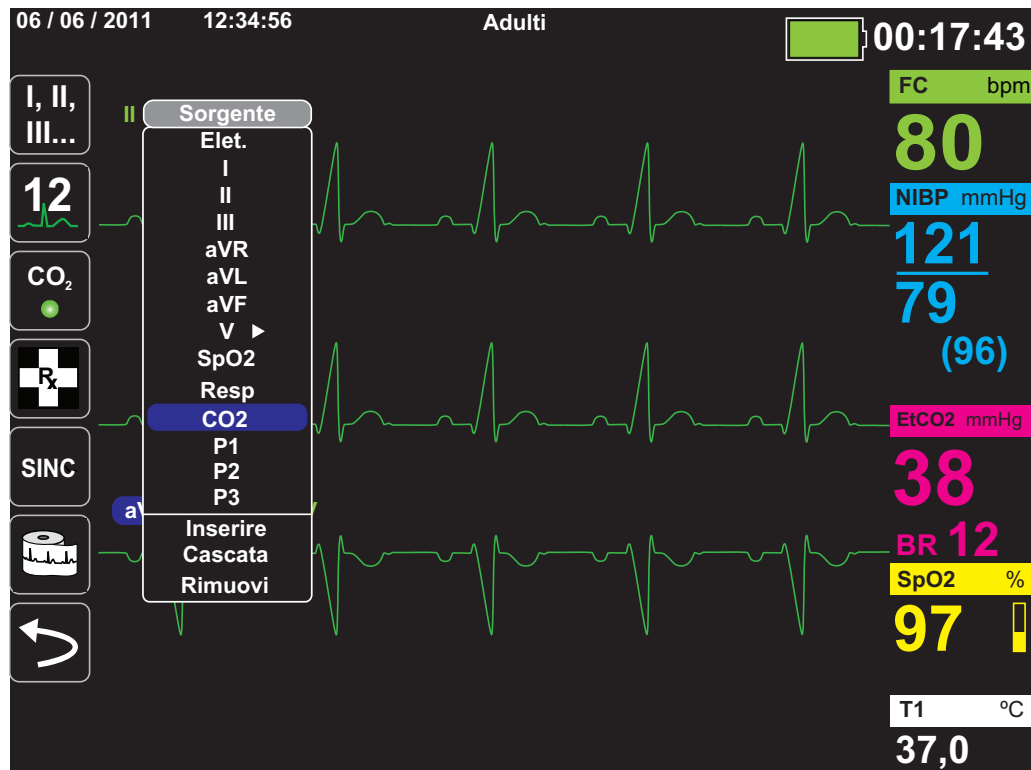 06 / 06 / 2011 12:34:56 Adulti 00:17:43
I, II,
III...
12
CO₂
Rx
SINC
II
Sorgente
Elet.
I
II
III
aVR
aVL
aVF
V ▶
SpO2
Resp
CO2
P1
P2
P3
Inserire
Cascata
Rimuovi
FC bpm
80
NIBP mmHg
121
79
(96)
EtCO2 mmHg
38
BR 12
SpO2 %
97
T1 ºC
37,0